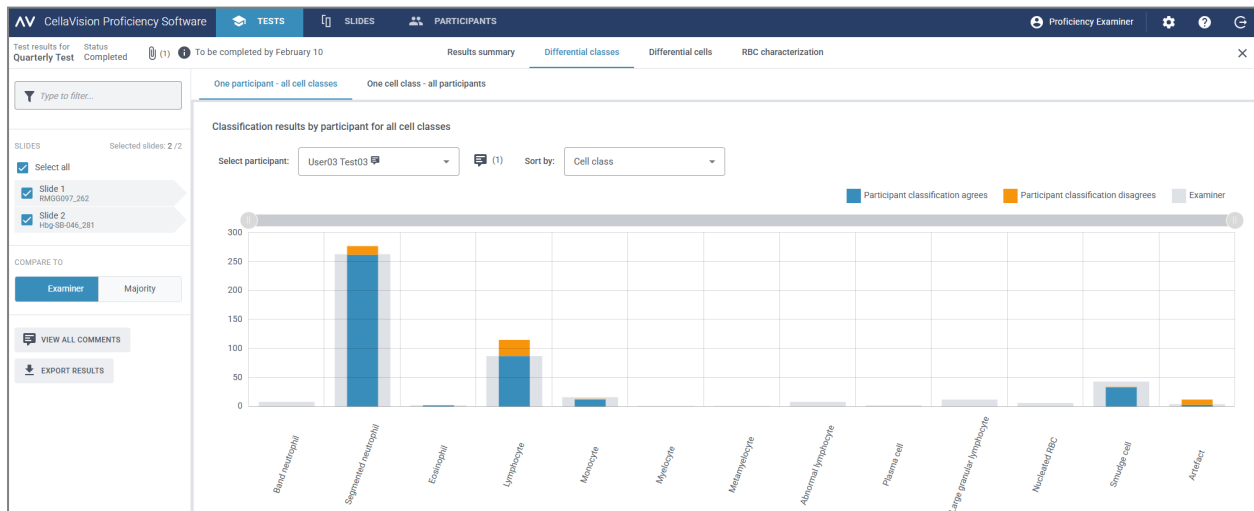 CellaVision Proficiency Software
TESTS
SLIDES
PARTICIPANTS
Proficiency Examiner
Test results for
Quarterly Test
Status
Completed
(1)
To be completed by February 10
Results summary
Differential classes
Differential cells
RBC characterization
Type to filter...
SLIDES
Selected slides: 2 /2
Select all
Slide 1
RMGG097_262
Slide 2
Hbg-SB-046_281
COMPARE TO
Examiner
Majority
VIEW ALL COMMENTS
EXPORT RESULTS
One participant - all cell classes
One cell class - all participants
Classification results by participant for all cell classes
Select participant:
User03 Test03
(1)
Sort by:
Cell class
Participant classification agrees
Participant classification disagrees
Examiner
300
250
200
150
100
50
0
Band neutrophil
Segmented neutrophil
Eosinophil
Lymphocyte
Monocyte
Myelocyte
Metamyelocyte
Abnormal lymphocyte
Plasma cell
Large granular lymphocyte
Nucleated RBC
Smudge cell
Artefact